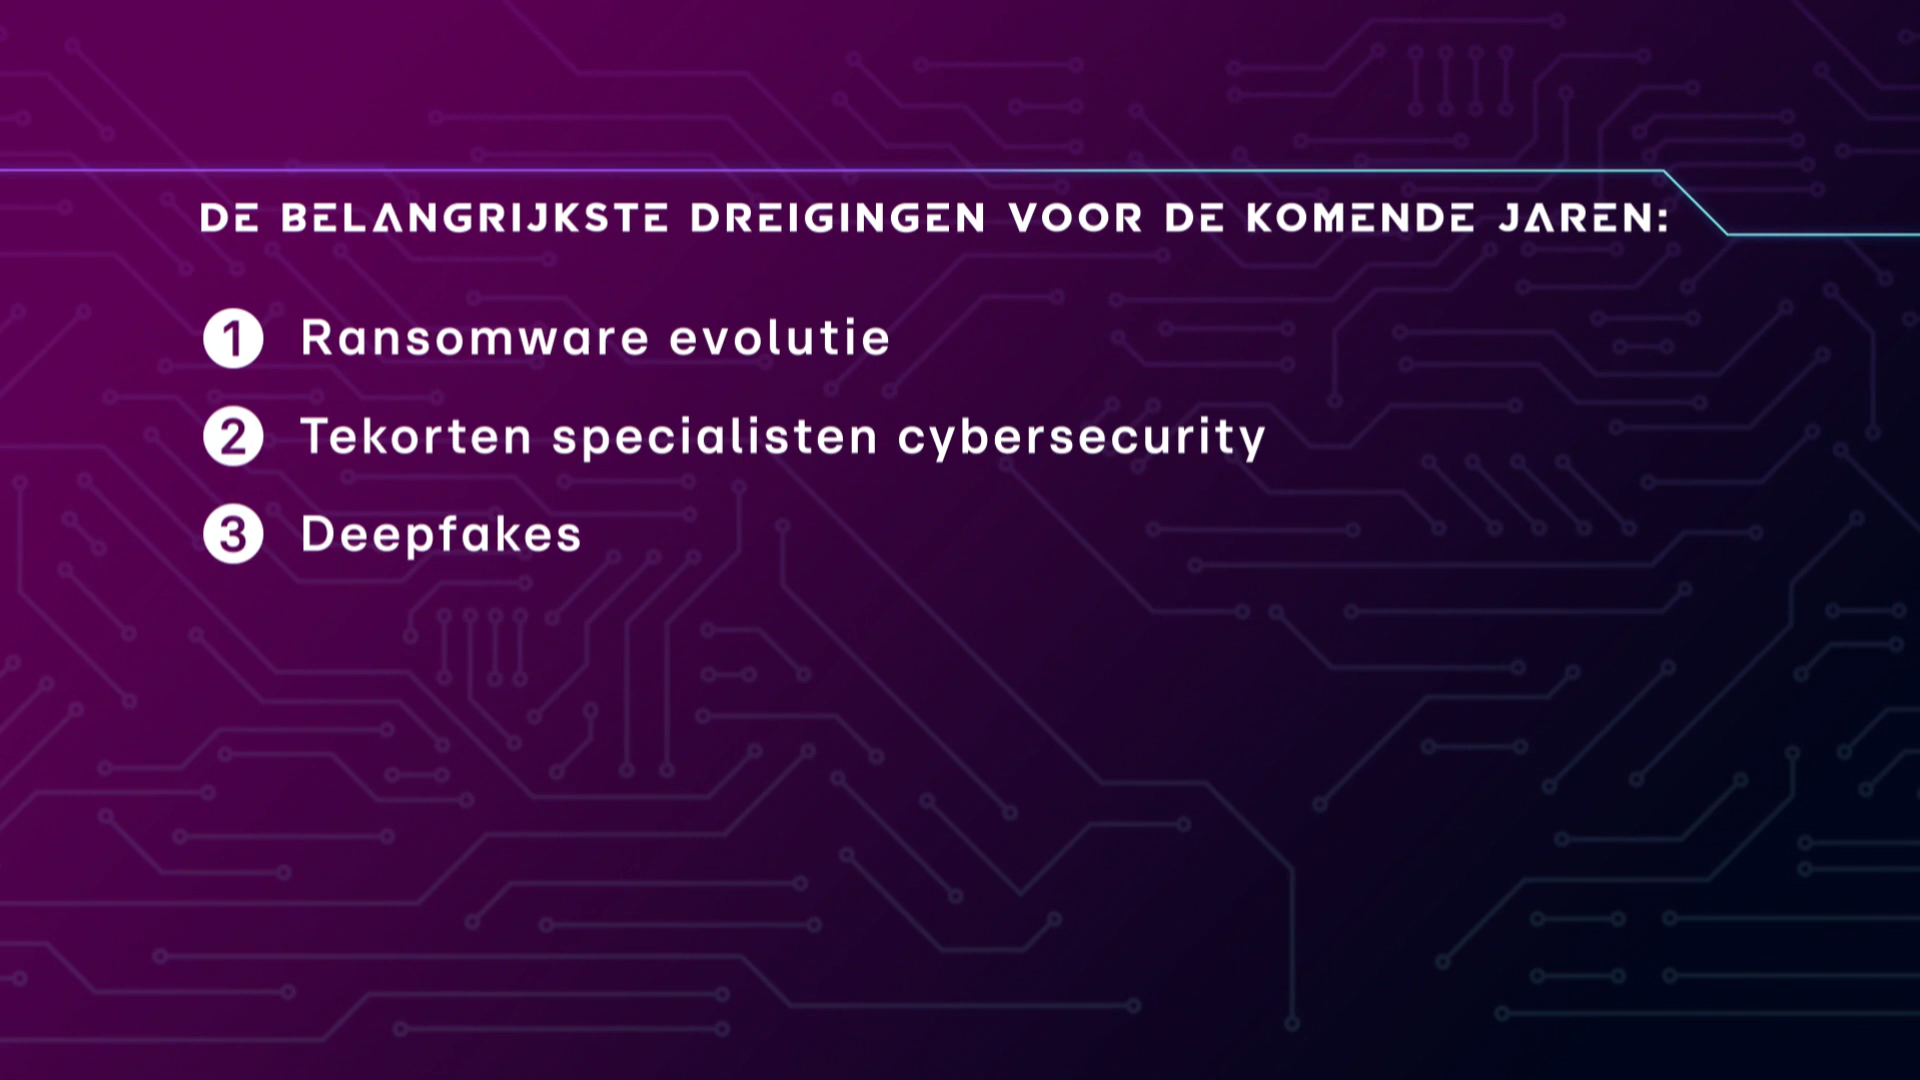 DE BELANGRIJKSTE DREIGINGEN VOOR DE KOMENDE JAREN:
1 Ransomware evolutie
2 Tekorten specialisten cybersecurity
3 Deepfakes